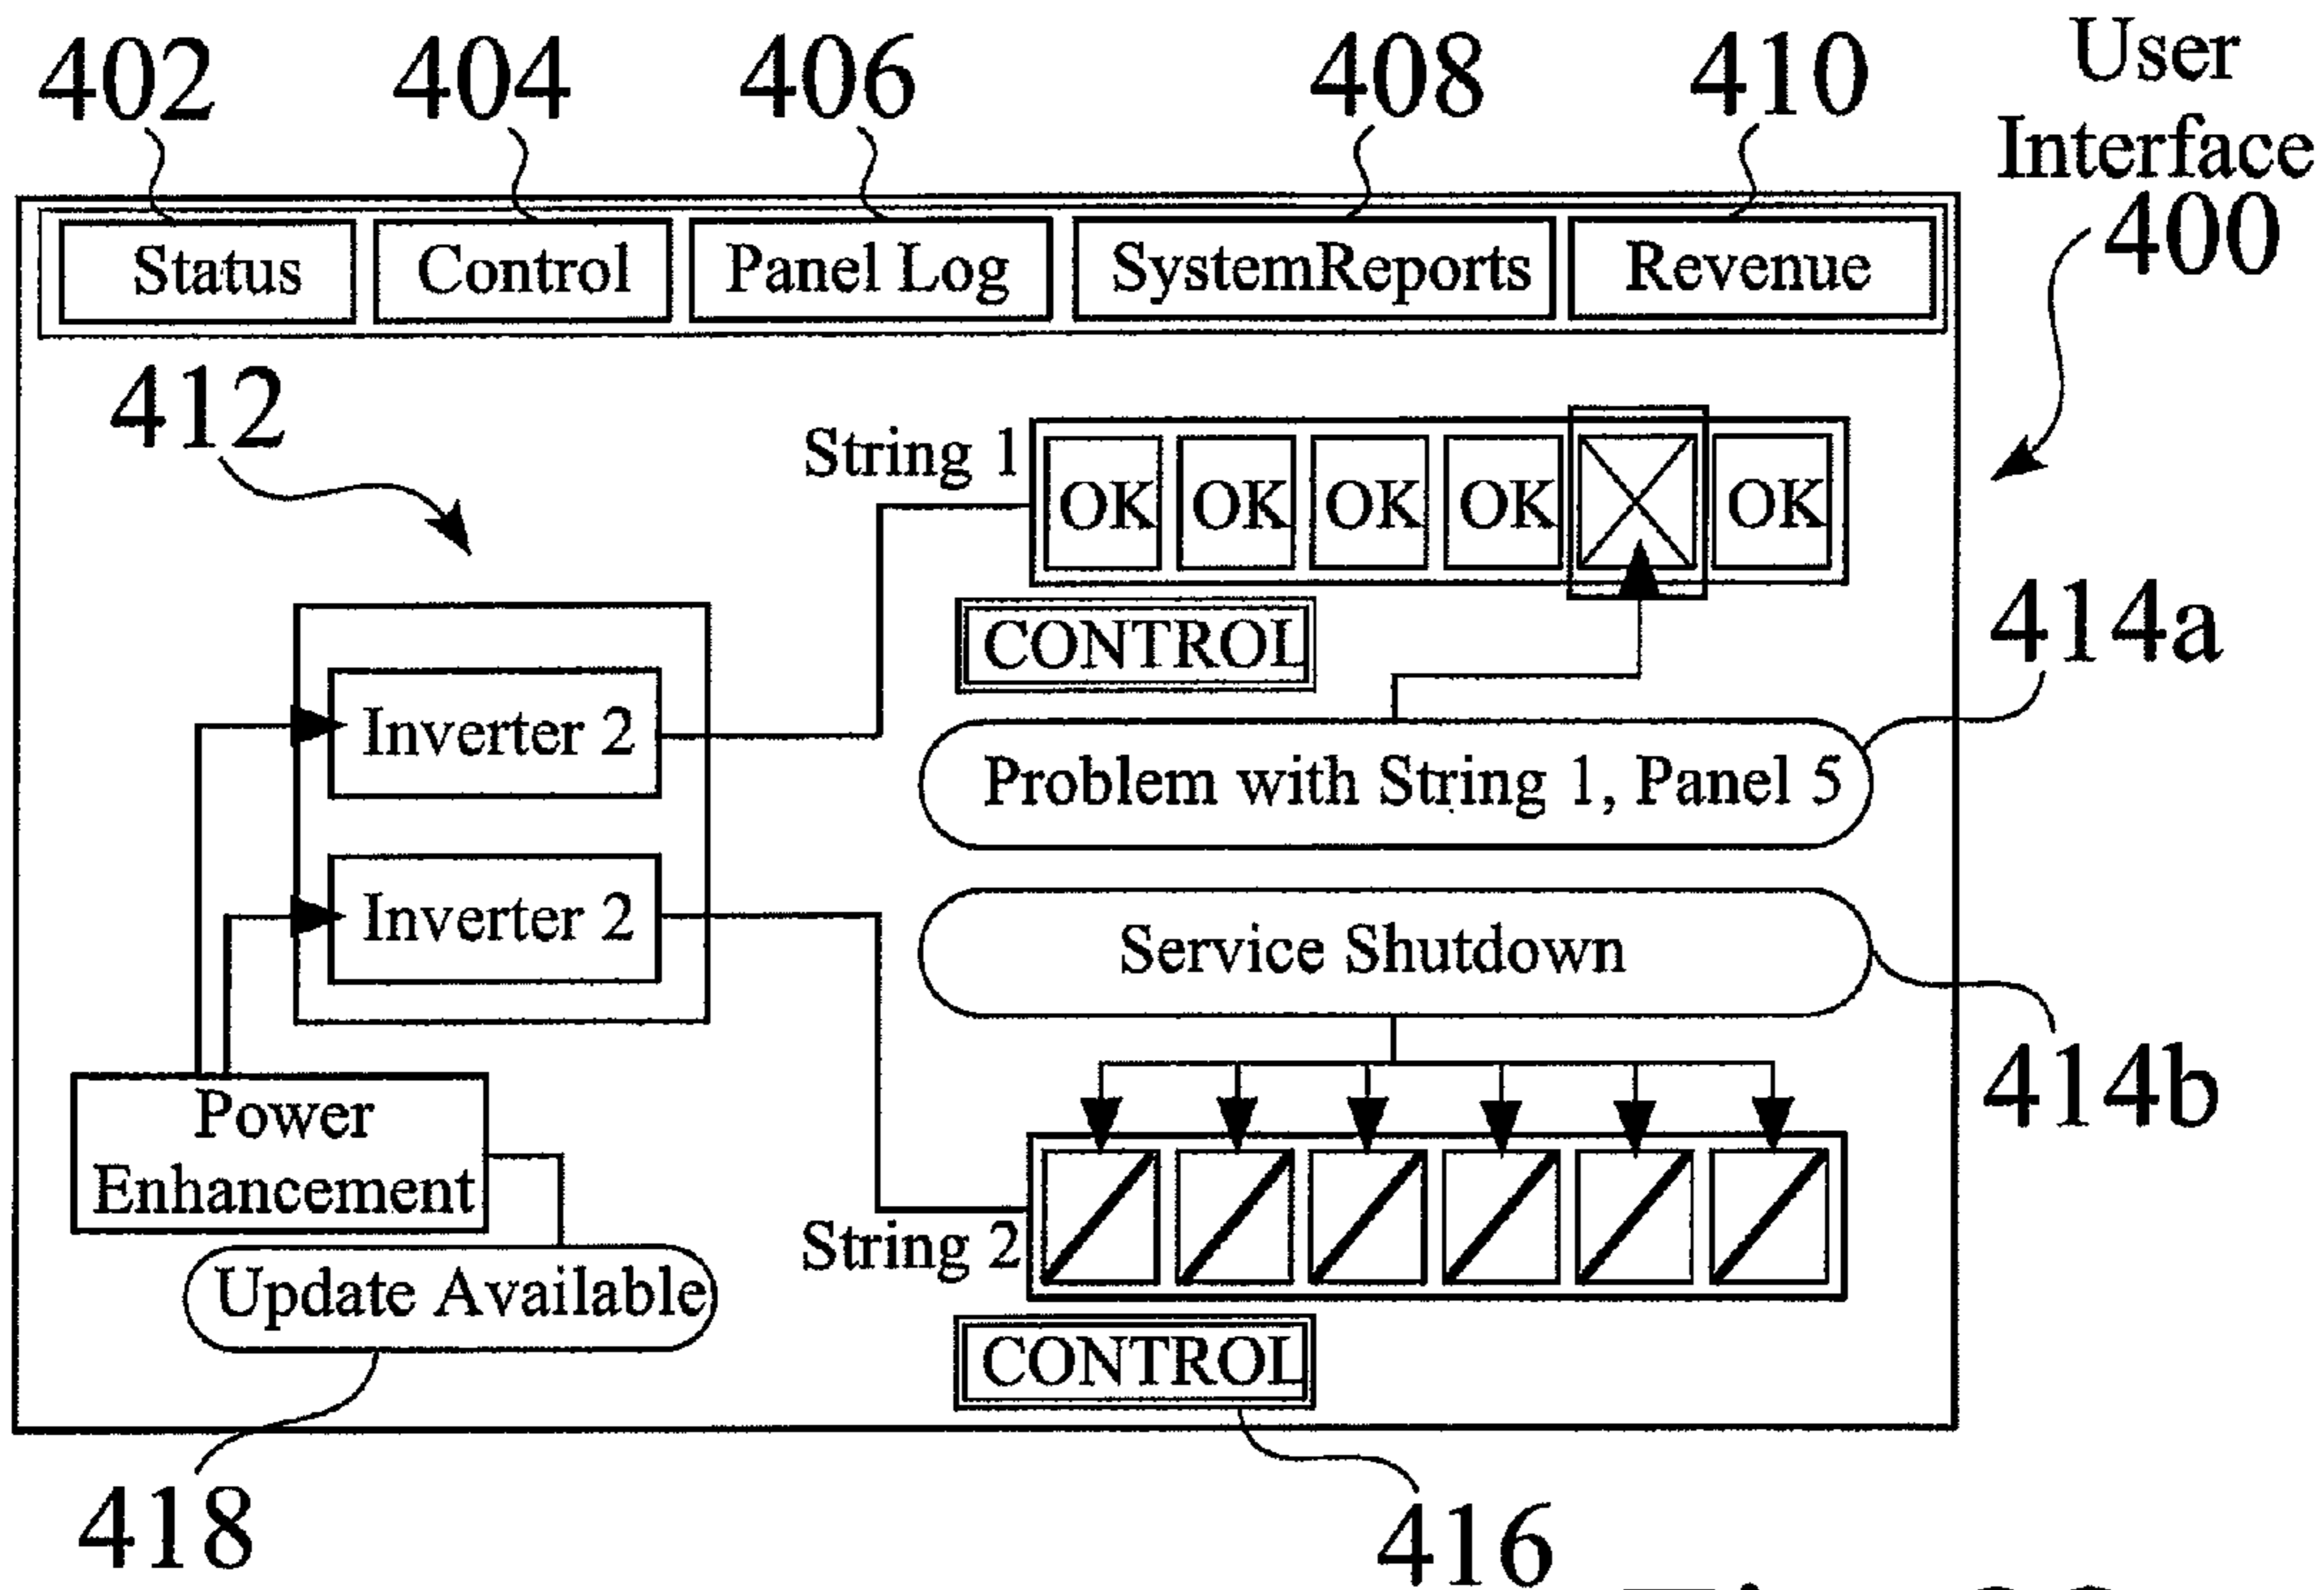 402
404
406
408
410
User
Interface
400
Status
Control
Panel Log
SystemReports
Revenue
412
String 1
OK
OK
OK
OK
OK
CONTROL
414a
Inverter 2
Problem with String 1, Panel 5
Inverter 2
Service Shutdown
414b
Power
Enhancement
String 2
Update Available
CONTROL
418
416